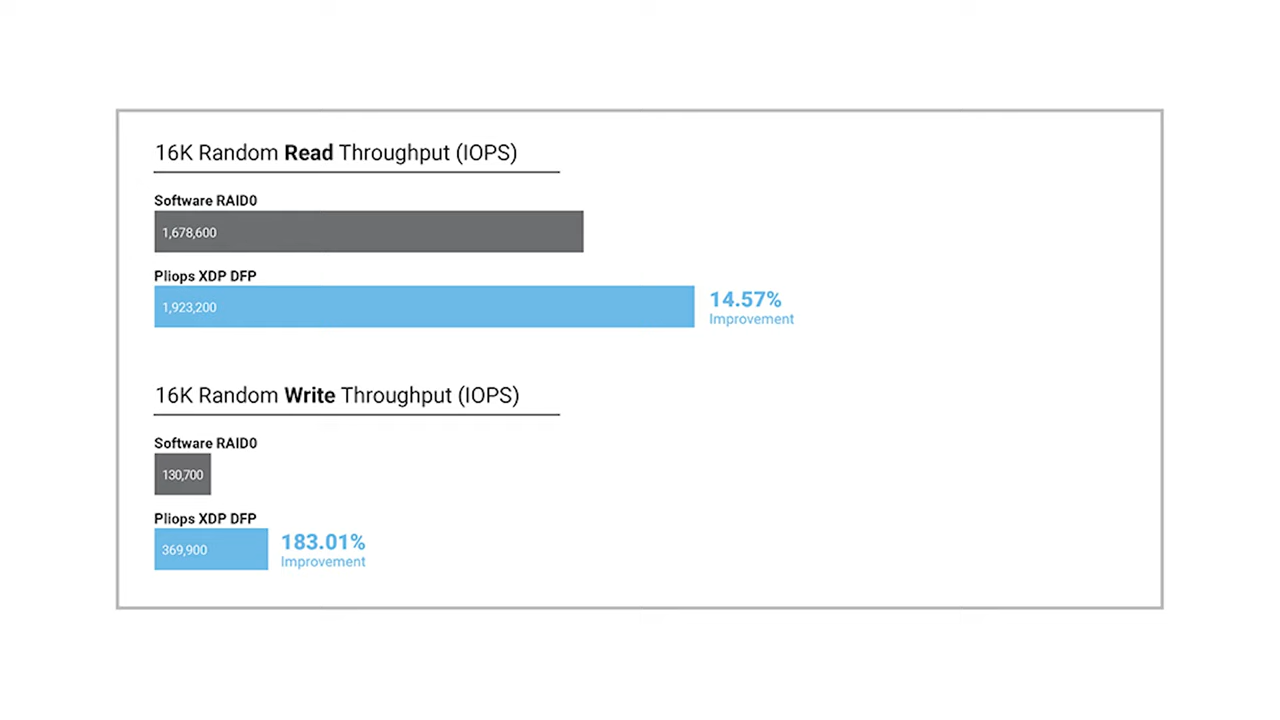 16K Random Read Throughput (IOPS)
Software RAID0
1,678,600
Pliops XDP DFP
1,923,200
14.57%
Improvement
16K Random Write Throughput (IOPS)
Software RAID0
130,700
Pliops XDP DFP
369,900
183.01%
Improvement